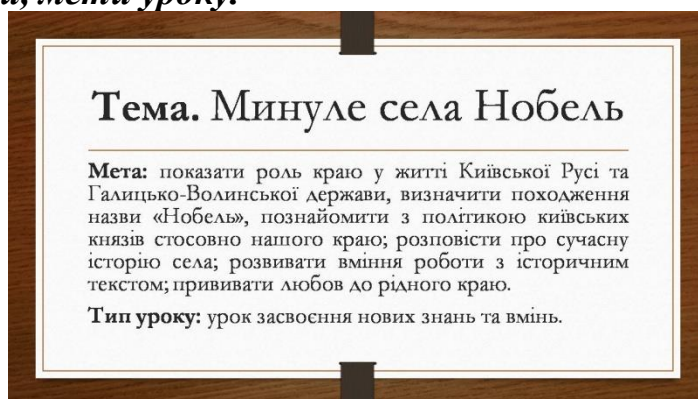 мета уроку.
Тема. Минуле села Нобель
Мета: показати роль краю у житті Київської Русі та
Галицько-Волинської держави, визначити походження
назви «Нобель», познайомити з політикою київських
князів стосовно нашого краю; розповісти про сучасну
історію села; розвивати вміння роботи з історичним
текстом; прививати любов до рідного краю.
Тип уроку: урок засвоєння нових знань та вмінь.